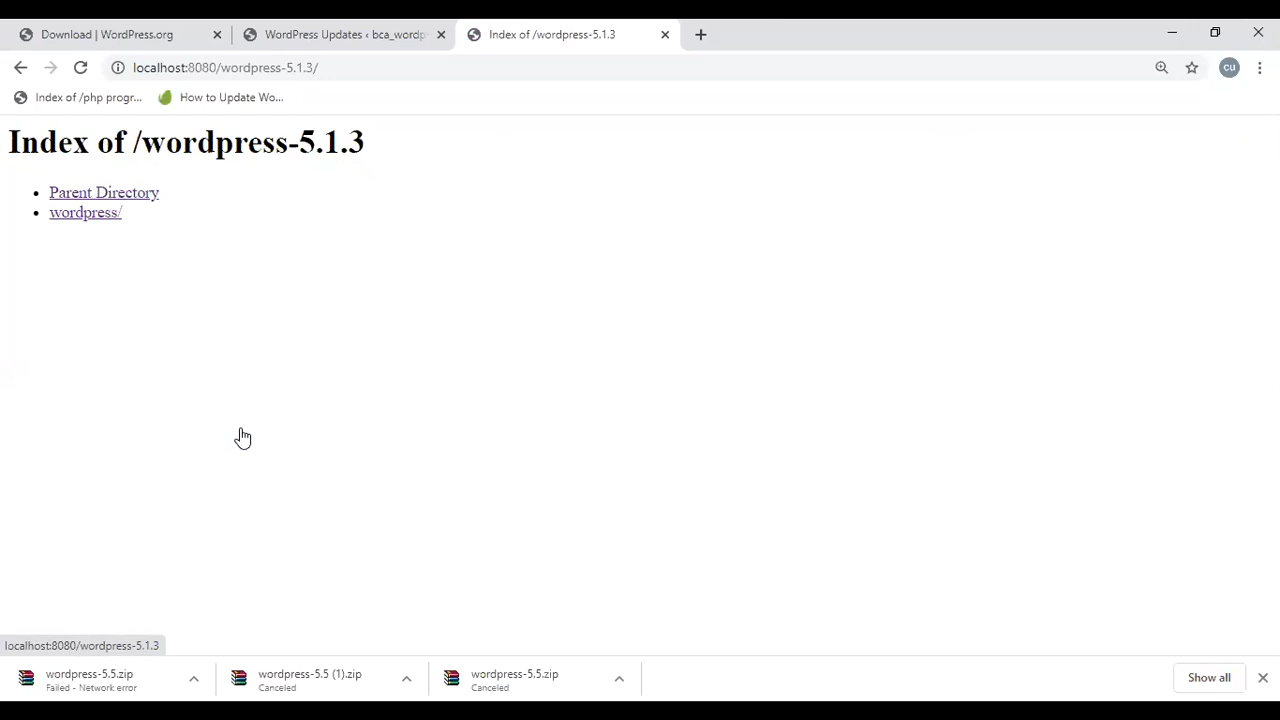 Download | WordPress.org
WordPress Updates ‹ bca_wordp
Index of /wordpress-5.1.3
localhost:8080/wordpress-5.1.3/
CU
Index of /php progr...
How to Update Wo...
Index of /wordpress-5.1.3
• Parent Directory
• wordpress/
localhost:8080/wordpress-5.1.3
wordpress-5.5.zip
Failed - Network error
wordpress-5.5 (1).zip
Canceled
wordpress-5.5.zip
Canceled
Show all